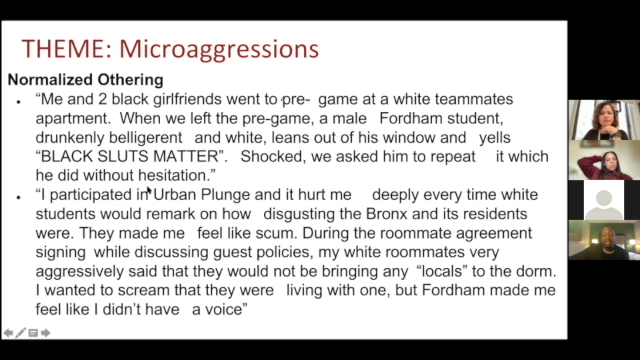 THEME: Microaggressions
Normalized Othering
• “Me and 2 black girlfriends went to pre- game at a white teammates
apartment. When we left the pre-game, a male Fordham student,
drunkenly belligerent and white, leans out of his window and yells
“BLACK SLUTS MATTER”. Shocked, we asked him to repeat it which
he did without hesitation.”
• “I participated in Urban Plunge and it hurt me deeply every time white
students would remark on how disgusting the Bronx and its residents
were. They made me feel like scum. During the roommate agreement
signing while discussing guest policies, my white roommates very
aggressively said that they would not be bringing any “locals” to the dorm.
I wanted to scream that they were living with one, but Fordham made me
feel like I didn’t have a voice”